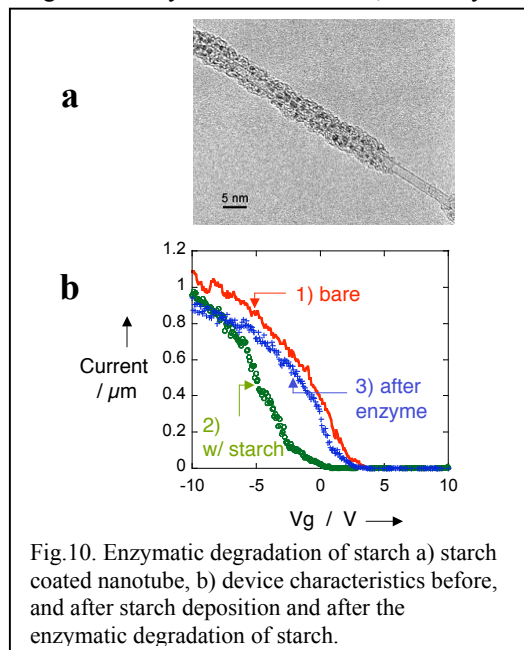 a
5 nm
b
1.2
1
0.8
0.6
0.4
0.2
0
-10
-5
0
5
10
Current
/ µm
1) bare
2)
w/ starch
3) after
enzyme
Vg / V
Fig.10. Enzymatic degradation of starch a) starch
coated nanotube, b) device characteristics before,
and after starch deposition and after the
enzymatic degradation of starch.